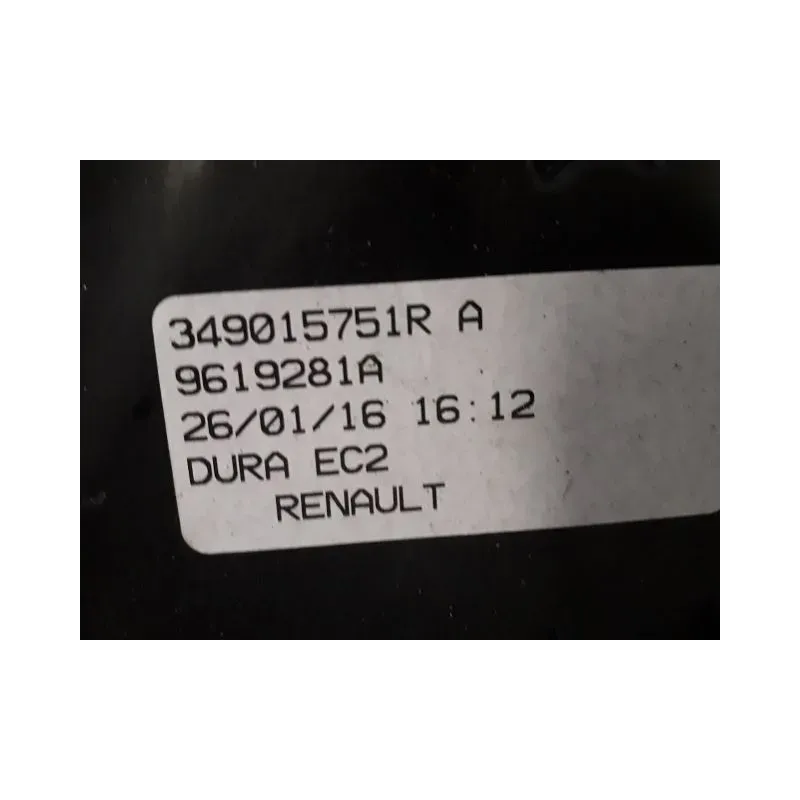 349015751R A
9619281A
26/01/16 16:12
DURA EC2
RENAULT